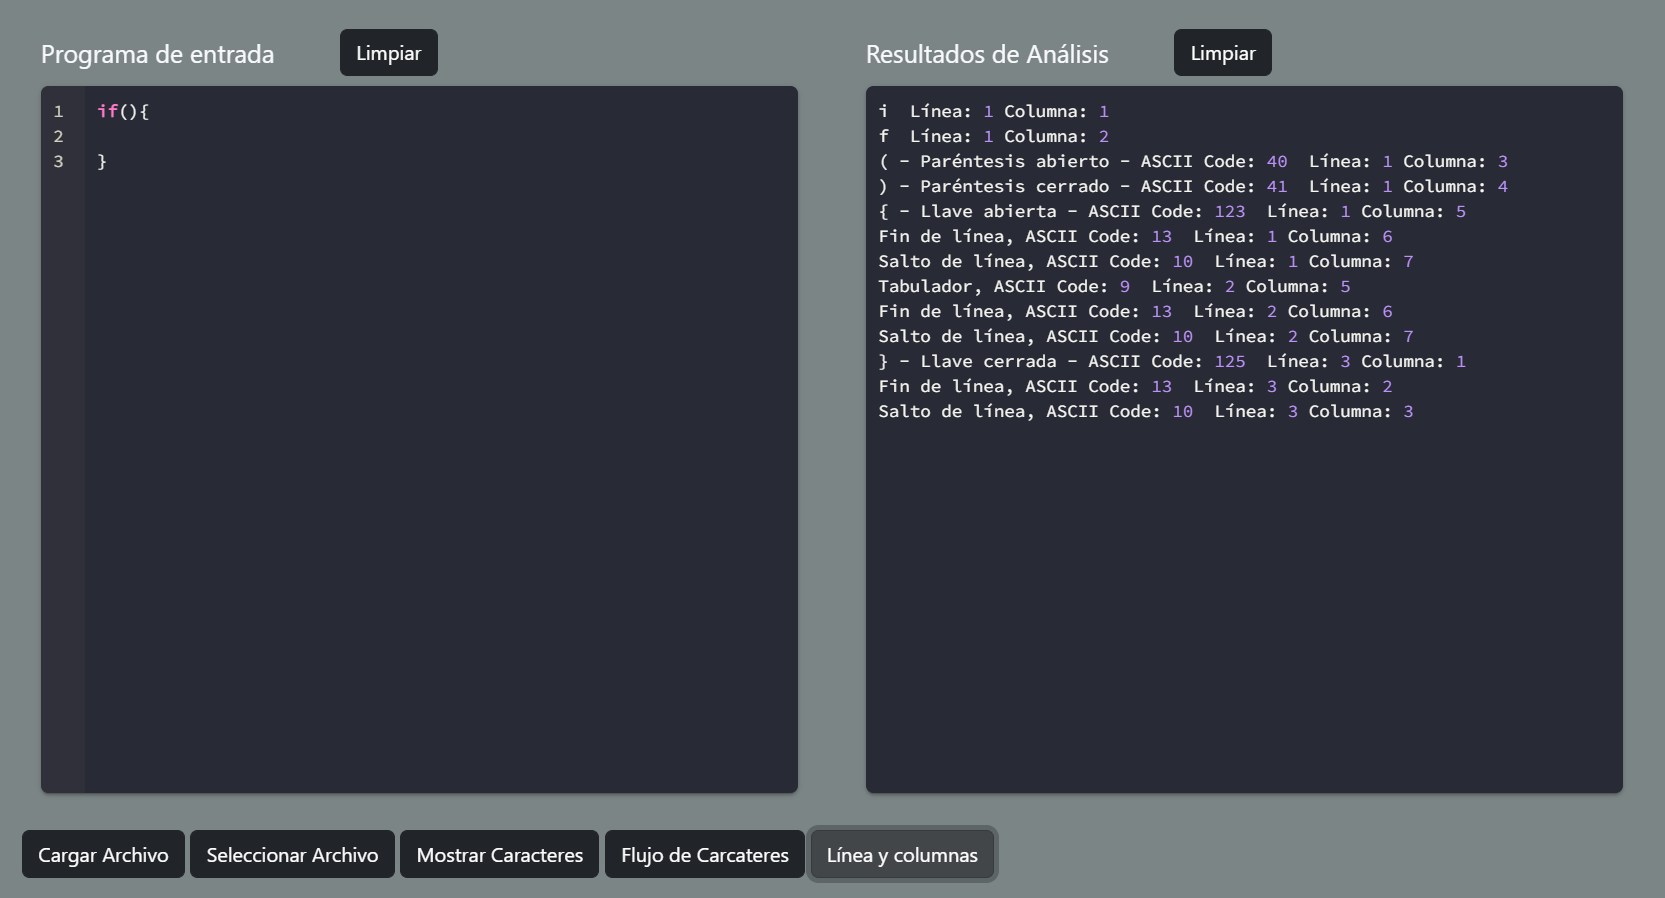 Programa de entrada
Limpiar
1 if(){
2
3 }
Resultados de Análisis
Limpiar
i  Línea: 1 Columna: 1
f  Línea: 1 Columna: 2
( - Paréntesis abierto - ASCII Code: 40  Línea: 1 Columna: 3
) - Paréntesis cerrado - ASCII Code: 41  Línea: 1 Columna: 4
{ - Llave abierta - ASCII Code: 123  Línea: 1 Columna: 5
Fin de línea, ASCII Code: 13  Línea: 1 Columna: 6
Salto de línea, ASCII Code: 10  Línea: 1 Columna: 7
Tabulador, ASCII Code: 9  Línea: 2 Columna: 5
Fin de línea, ASCII Code: 13  Línea: 2 Columna: 6
Salto de línea, ASCII Code: 10  Línea: 2 Columna: 7
} - Llave cerrada - ASCII Code: 125  Línea: 3 Columna: 1
Fin de línea, ASCII Code: 13  Línea: 3 Columna: 2
Salto de línea, ASCII Code: 10  Línea: 3 Columna: 3
Cargar Archivo
Seleccionar Archivo
Mostrar Caracteres
Flujo de Carcateres
Línea y columnas